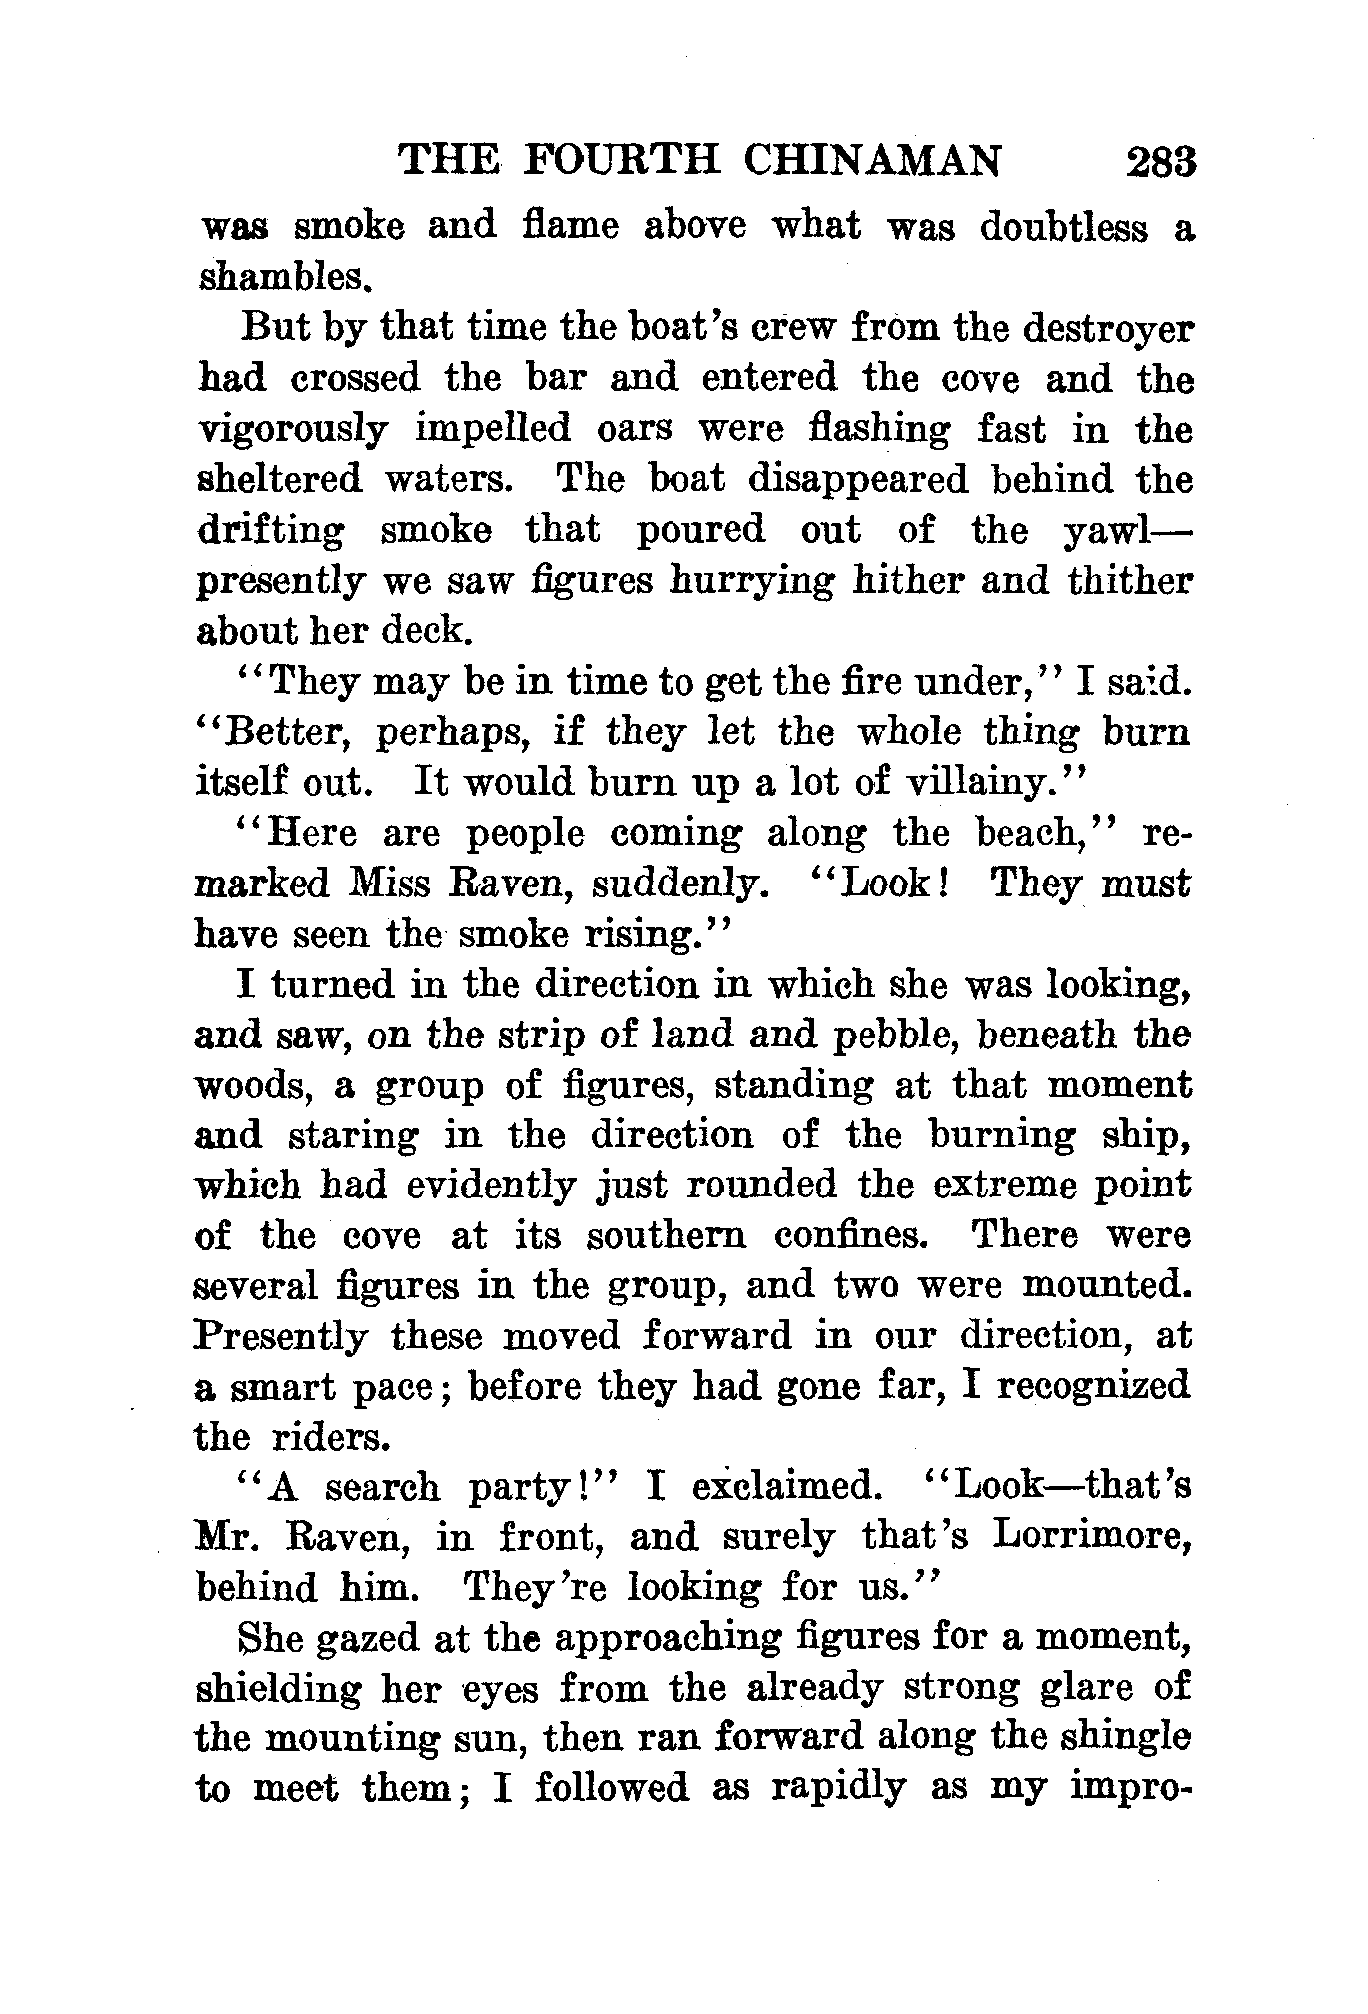 THE FOURTH CHINAMAN 283
was smoke and flame above what was doubtless a
shambles.
But by that time the boat's crew from the destroyer
had crossed the bar and entered the cove and the
vigorously impelled oars were flashing fast in the
sheltered waters. The boat disappeared behind the
drifting smoke that poured out of the yawl—
presently we saw figures hurrying hither and thither
about her deck.
"They may be in time to get the fire under," I said.
"Better, perhaps, if they let the whole thing burn
itself out. It would burn up a lot of villainy."
"Here are people coming along the beach," re-
marked Miss Raven, suddenly. "Look! They must
have seen the smoke rising."
I turned in the direction in which she was looking,
and saw, on the strip of land and pebble, beneath the
woods, a group of figures, standing at that moment
and staring in the direction of the burning ship,
which had evidently just rounded the extreme point
of the cove at its southern confines. There were
several figures in the group, and two were mounted.
Presently these moved forward in our direction, at
a smart pace; before they had gone far, I recognized
the riders.
"A search party!" I exclaimed. "Look—that's
Mr. Raven, in front, and surely that's Lorrimore,
behind him. They're looking for us."
She gazed at the approaching figures for a moment,
shielding her eyes from the already strong glare of
the mounting sun, then ran forward along the shingle
to meet them; I followed as rapidly as my impro-